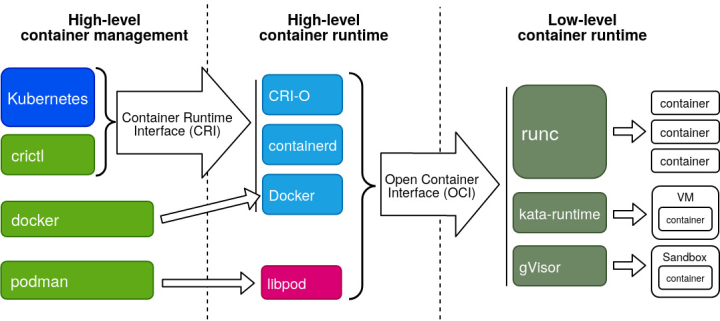 High-level
container management
High-level
container runtime
Low-level
container runtime
Kubernetes
crictl
docker
podman
Container Runtime
Interface (CRI)
CRI-O
containerd
Docker
libpod
Open Container
Interface (OCI)
runc
kata-runtime
gVisor
container
container
container
VM
container
Sandbox
container